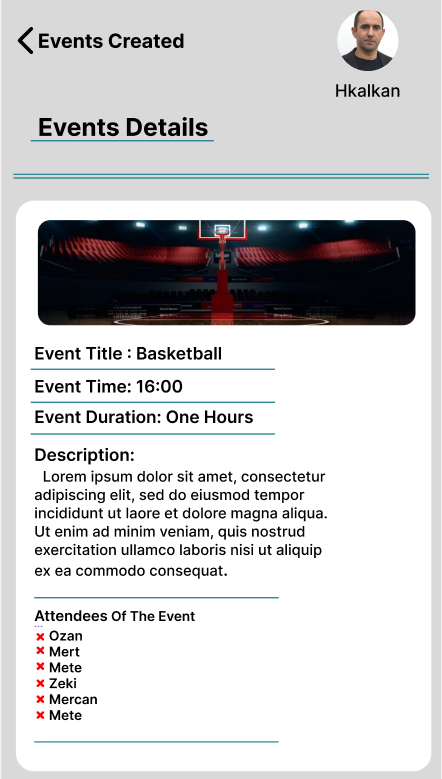 Events Created
Hkalkan
Events Details
Event Title : Basketball
Event Time: 16:00
Event Duration: One Hours
Description:
Lorem ipsum dolor sit amet, consectetur
adipiscing elit, sed do eiusmod tempor
incididunt ut laore et dolore magna aliqua.
Ut enim ad minim veniam, quis nostrud
exercitation ullamco laboris nisi ut aliquip
ex ea commodo consequat.
Attendees Of The Event
Ozan
Mert
Mete
Zeki
Mercan
Mete